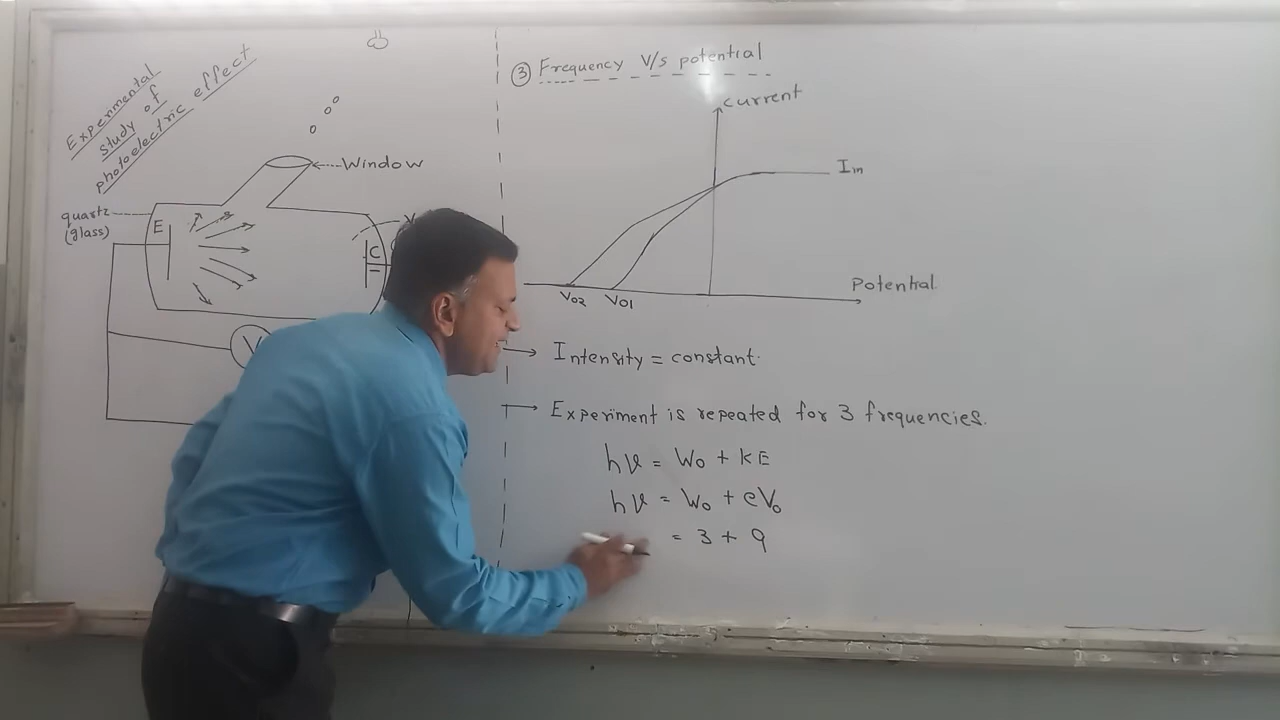 Experimental
study of
photoelectric effect
Window
quartz
(glass)
E
C
V
③ Frequency V/s potential
Current
Im
Potential
V02 V01
Intensity = constant.
Experiment is repeated for 3 frequencies.
hν = W0 + KE
hν = W0 + eV0
= 3 + 9